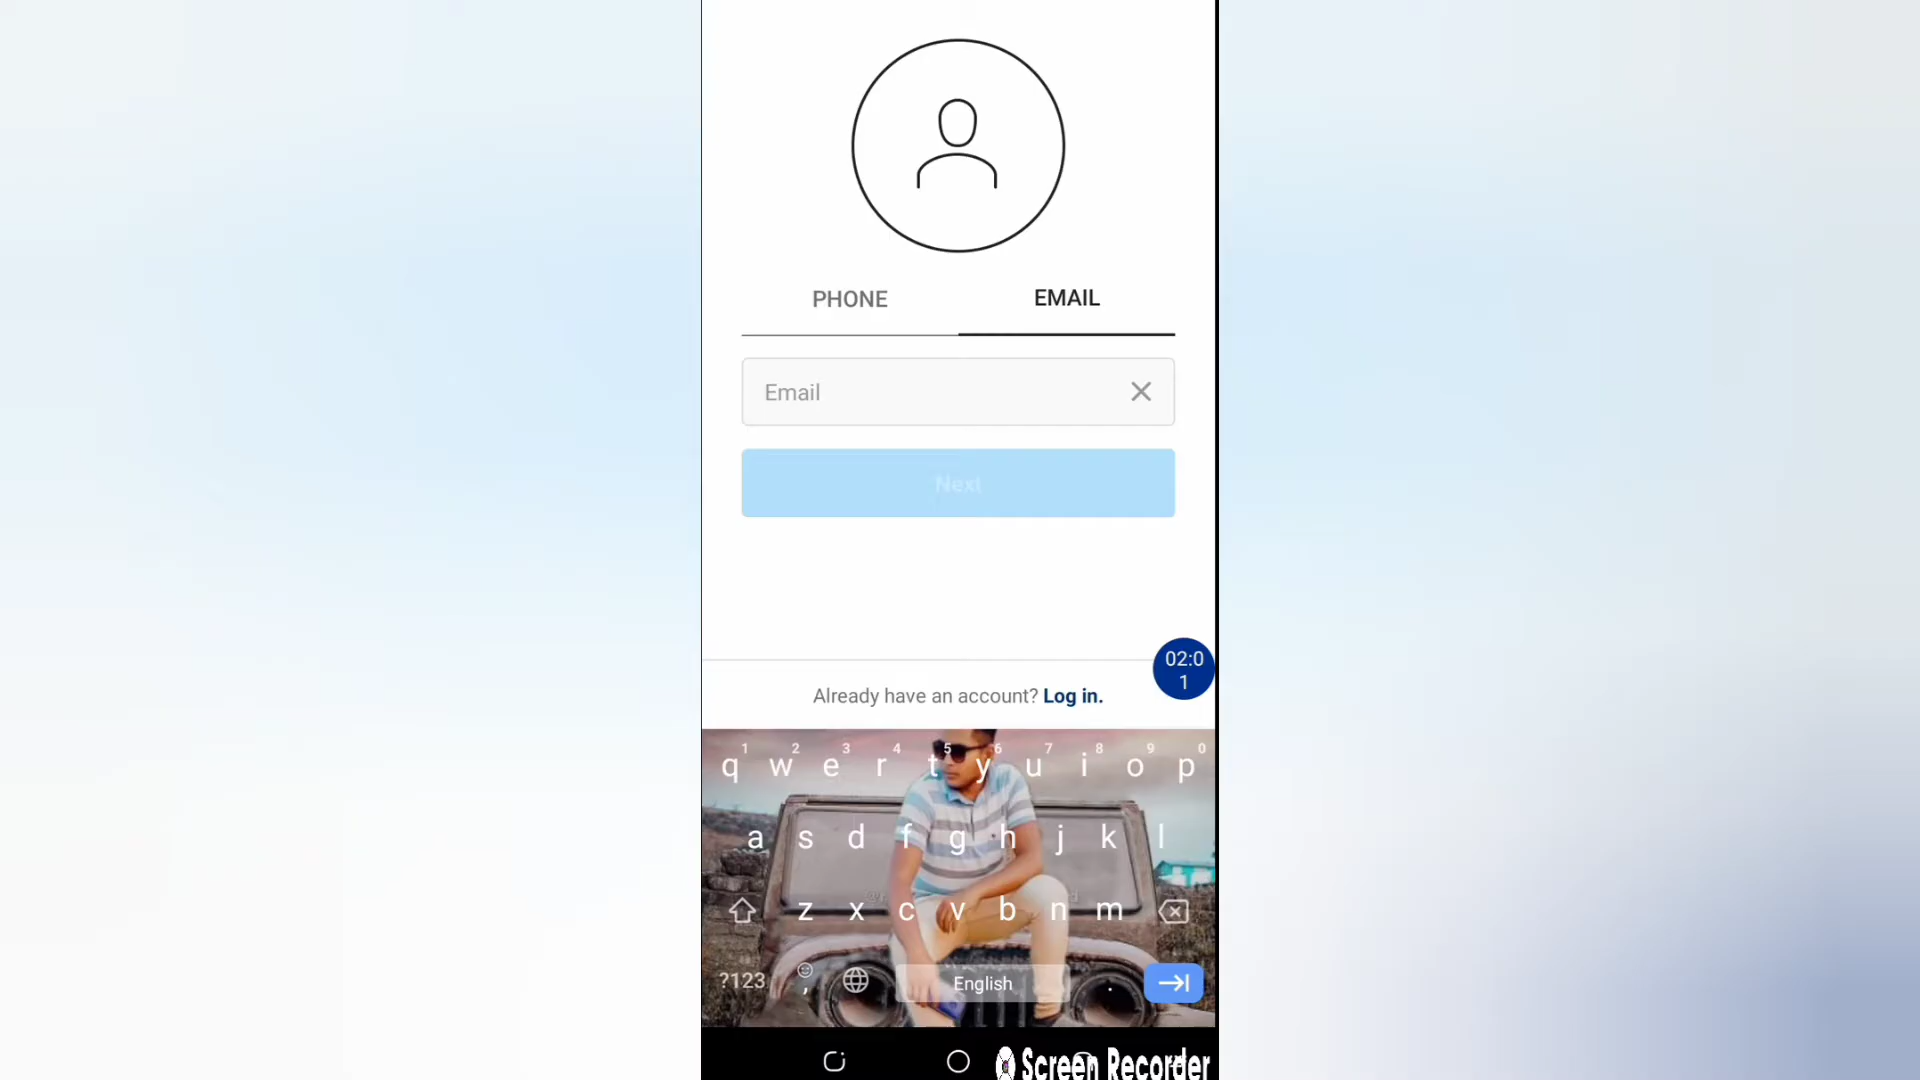 PHONE EMAIL
Email
Next
02:0
1
Already have an account? Log in.
1 2 3 4 5 6 7 8 9 0
q w e r t y u i o p
a s d f g h j k l
z x c v b n m
?123 , English .
Screen Recorder